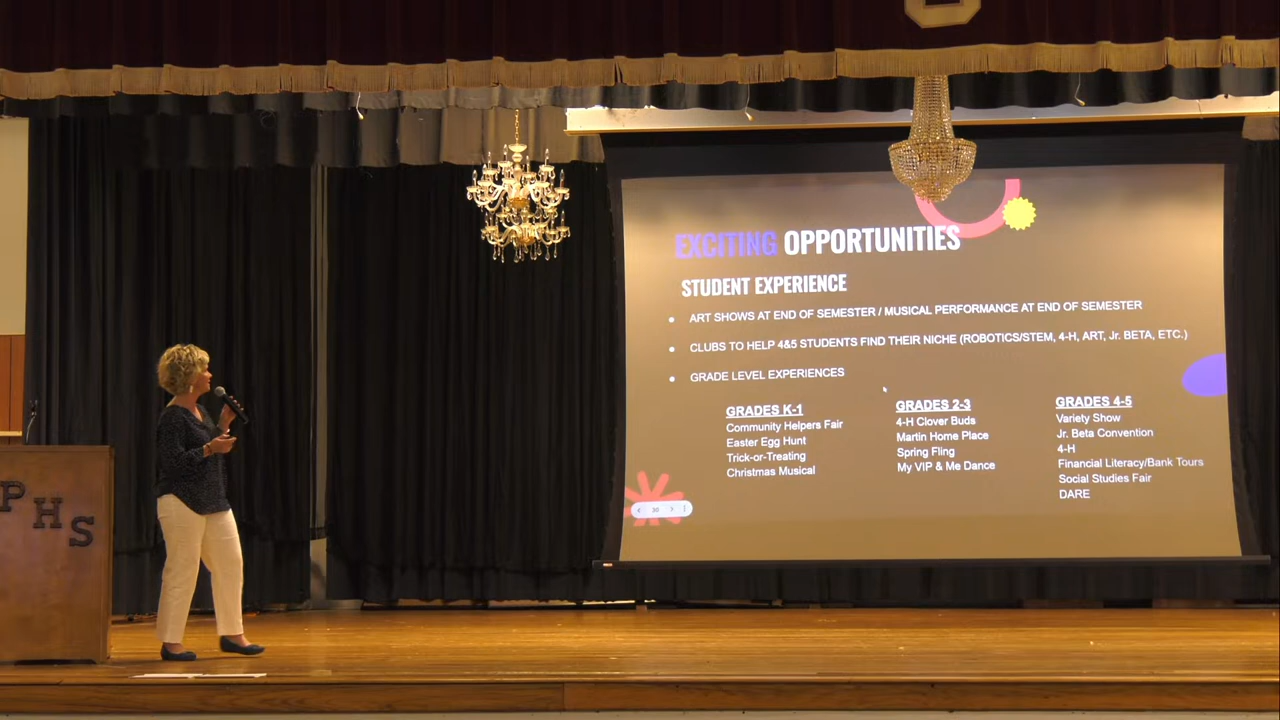 EXCITING OPPORTUNITIES
STUDENT EXPERIENCE
ART SHOWS AT END OF SEMESTER / MUSICAL PERFORMANCE AT END OF SEMESTER
CLUBS TO HELP 4&5 STUDENTS FIND THEIR NICHE (ROBOTICS/STEM, 4-H, ART, Jr. BETA, ETC.)
GRADE LEVEL EXPERIENCES
GRADES K-1
Community Helpers Fair
Easter Egg Hunt
Trick-or-Treating
Christmas Musical
GRADES 2-3
4-H Clover Buds
Martin Home Place
Spring Fling
My VIP & Me Dance
GRADES 4-5
Variety Show
Jr. Beta Convention
4-H
Financial Literacy/Bank Tours
Social Studies Fair
DARE
30
PHS